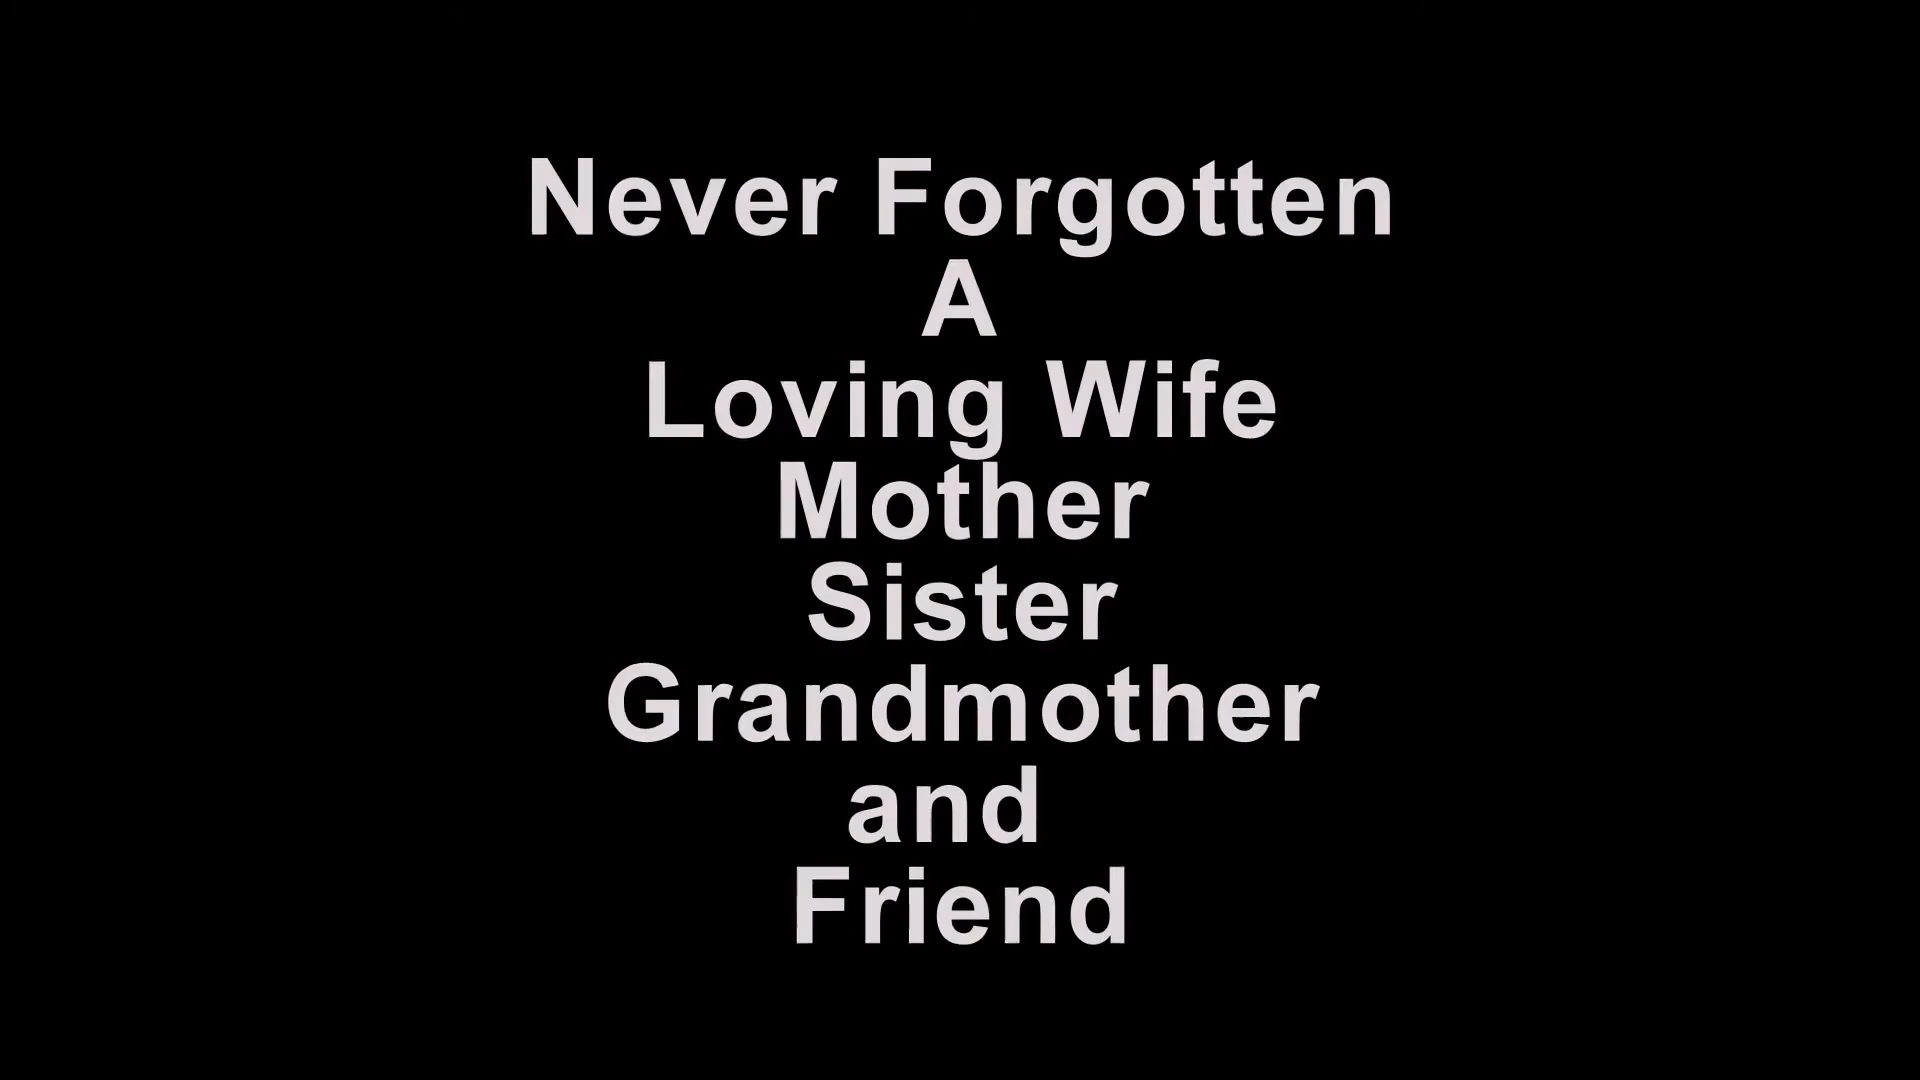 Never Forgotten
A
Loving Wife
Mother
Sister
Grandmother
and
Friend